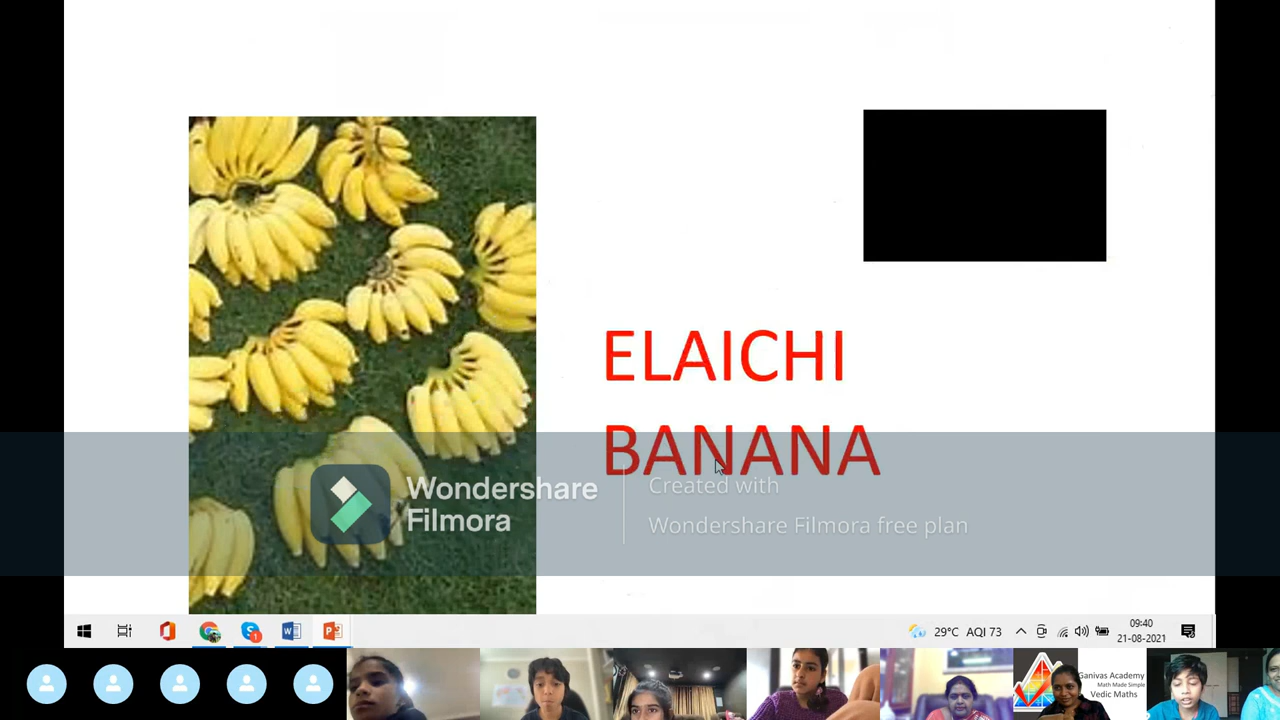 ELAICHI
BANANA
Wondershare
Filmora
Created with
Wondershare Filmora free plan
29°C AQI 73
09:40
21-08-2021
1
Ganivas Academy
Math Made Simple
Vedic Maths